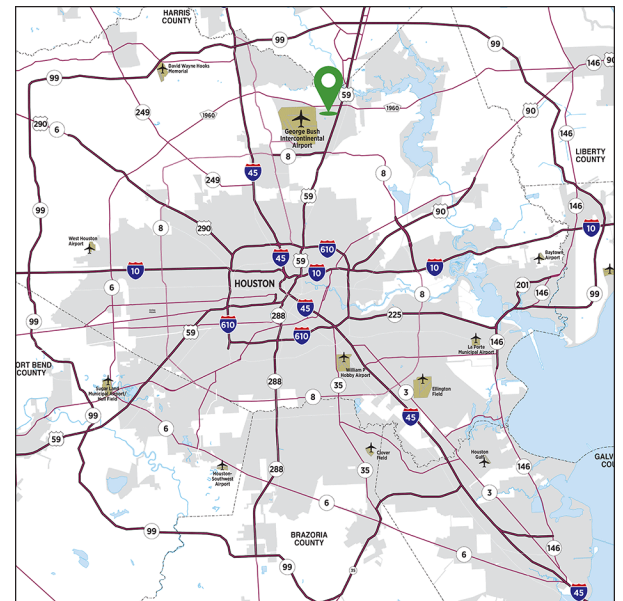 HARRIS
COUNTY
99
99
146
90
David Wayne Hooks
Memorial
99
59
249
1960
1960
90
290
6
George Bush
Intercontinental
Airport
146
8
LIBERTY
COUNTY
45
8
249
59
146
99
90
8
290
10
West Houston
Airport
610
45
59
10
10
10
Baytown
Airport
6
HOUSTON
201
146
99
8
45
288
225
99
610
59
610
146
La Porte
Municipal Airport
ORT BEND
COUNTY
William P
Hobby Airport
Sugar Land
Municipal Airport/
Hull Field
288
35
3
Ellington
Field
8
99
45
6
59
Clover
Field
Houston
Gulf
GALV
COU
Houston-
Southwest
Airport
288
35
146
3
6
99
BRAZORIA
COUNTY
146
6
99
35
45